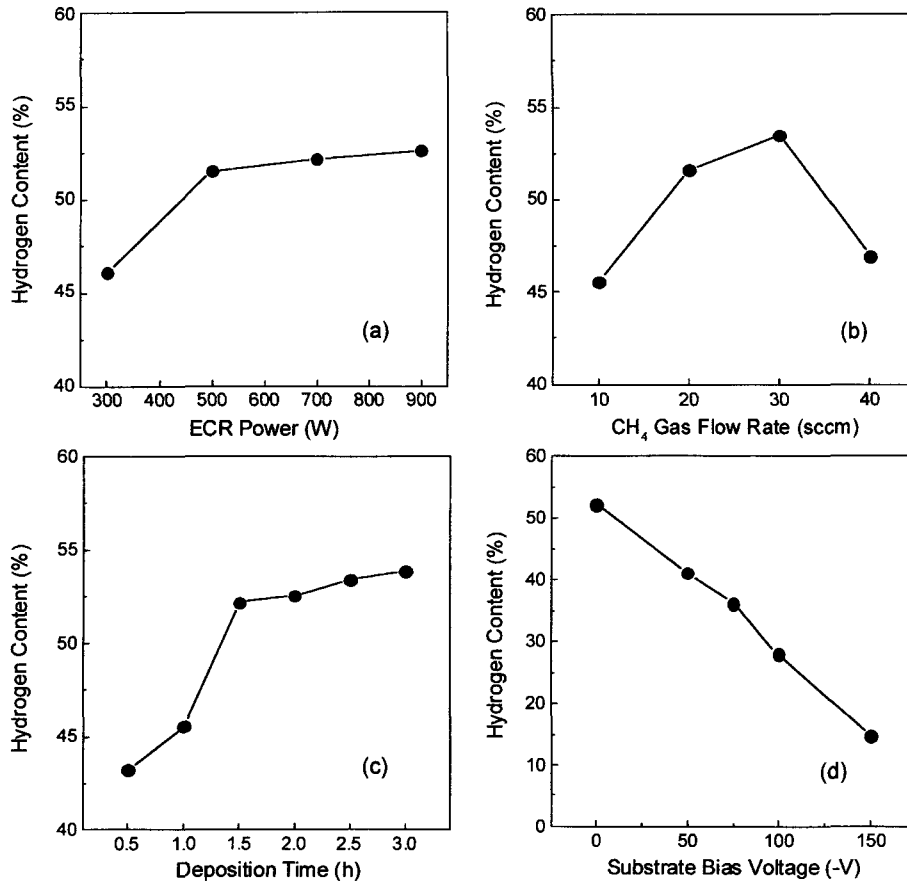 60
55
50
45
40
Hydrogen Content (%)
(a)
300 400 500 600 700 800 900
ECR Power (W)
60
55
50
45
40
Hydrogen Content (%)
(b)
10 20 30 40
CH₄ Gas Flow Rate (sccm)
60
55
50
45
40
Hydrogen Content (%)
(c)
0.5 1.0 1.5 2.0 2.5 3.0
Deposition Time (h)
60
50
40
30
20
10
0
Hydrogen Content (%)
(d)
0 50 100 150
Substrate Bias Voltage (-V)